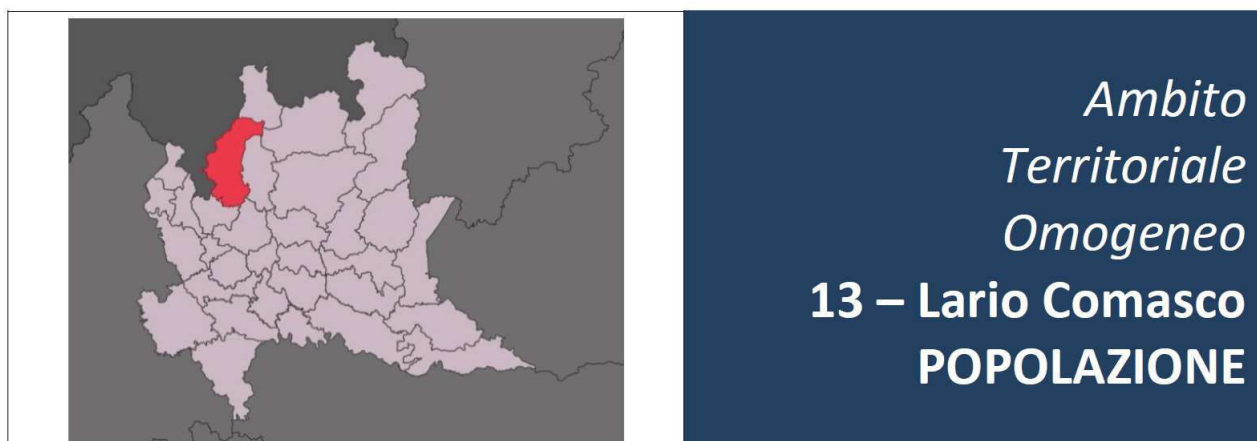 Ambito
Territoriale
Omogeneo
13 – Lario Comasco
POPOLAZIONE